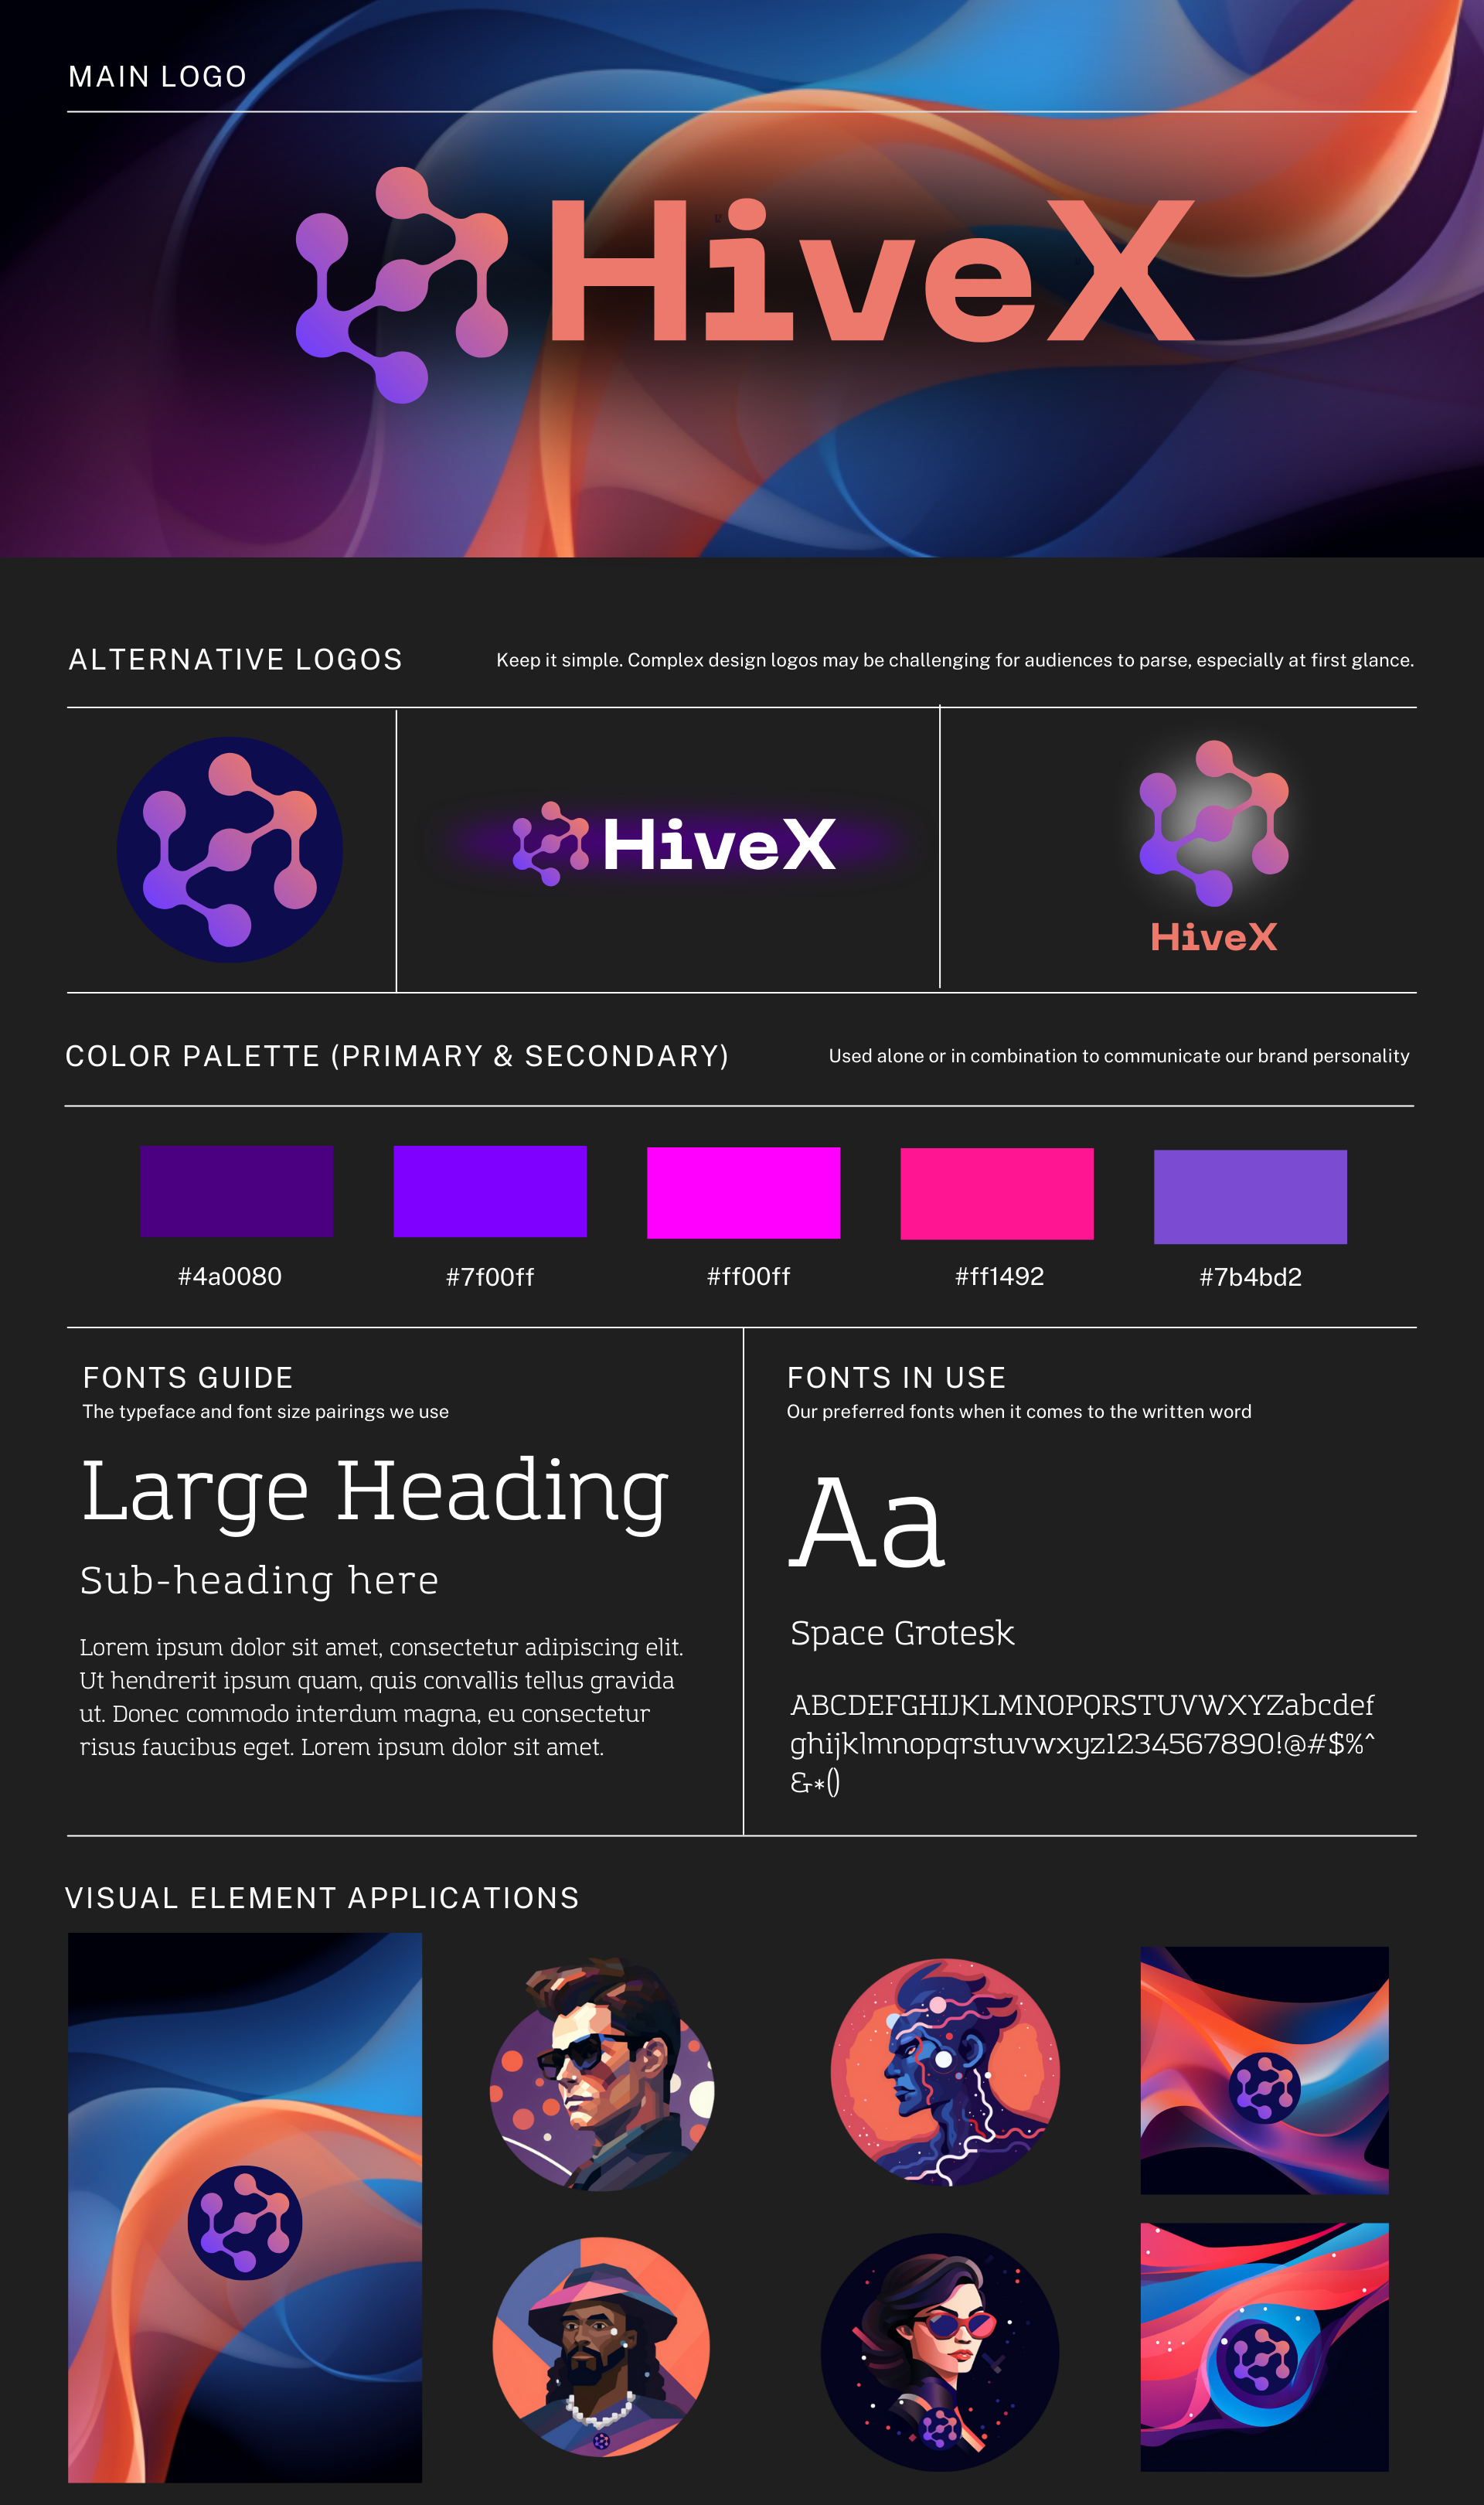 MAIN LOGO
HiveX
ALTERNATIVE LOGOS
Keep it simple. Complex design logos may be challenging for audiences to parse, especially at first glance.
HiveX
HiveX
COLOR PALETTE (PRIMARY & SECONDARY)
Used alone or in combination to communicate our brand personality
#4a0080
#7f00ff
#ff00ff
#ff1492
#7b4bd2
FONTS GUIDE
The typeface and font size pairings we use
Large Heading
Sub-heading here
Lorem ipsum dolor sit amet, consectetur adipiscing elit.
Ut hendrerit ipsum quam, quis convallis tellus gravida
ut. Donec commodo interdum magna, eu consectetur
risus faucibus eget. Lorem ipsum dolor sit amet.
FONTS IN USE
Our preferred fonts when it comes to the written word
Aa
Space Grotesk
ABCDEFGHIJKLMNOPQRSTUVWXYZabcdef
ghijklmnopqrstuvwxyz1234567890!@#$%^
&*()
VISUAL ELEMENT APPLICATIONS